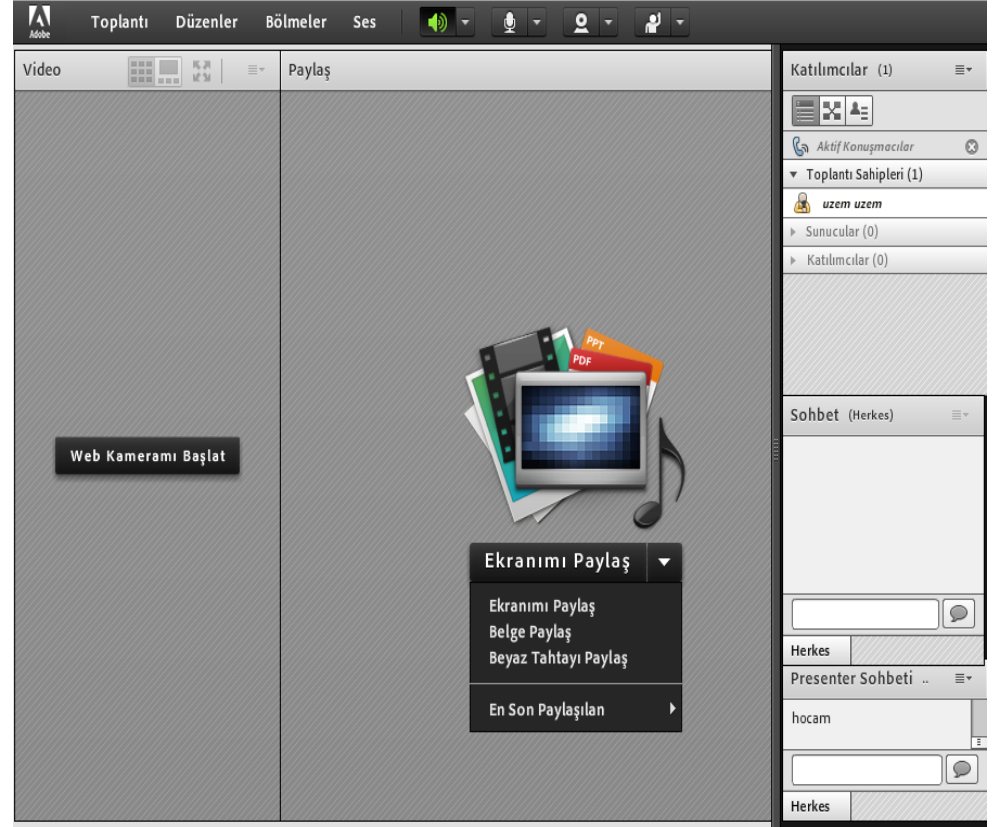 Adobe
Toplantı Düzenler Bölmeler Ses
Video
Web Kameramı Başlat
Paylaş
PPT
PDF
Ekranımı Paylaş
Ekranımı Paylaş
Belge Paylaş
Beyaz Tahtayı Paylaş
En Son Paylaşılan
Katılımcılar (1)
Aktif Konuşmacılar
Toplantı Sahipleri (1)
uzem uzem
Sunucular (0)
Katılımcılar (0)
Sohbet (Herkes)
Herkes
Presenter Sohbeti ..
hocam
Herkes